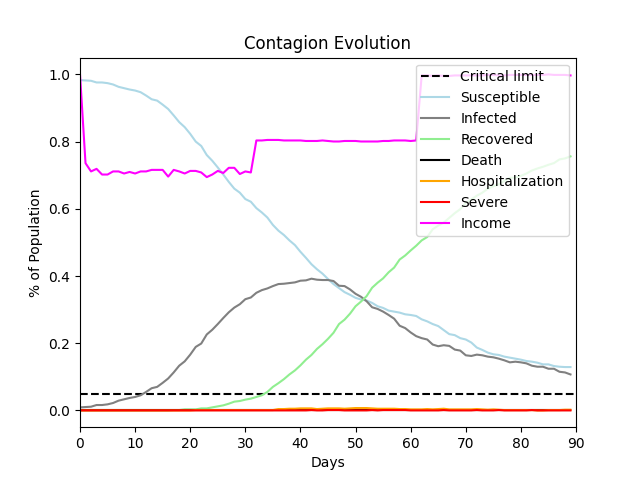 Contagion Evolution
% of Population
1.0
0.8
0.6
0.4
0.2
0.0
0 10 20 30 40 50 60 70 80 90
Days
Critical limit
Susceptible
Infected
Recovered
Death
Hospitalization
Severe
Income